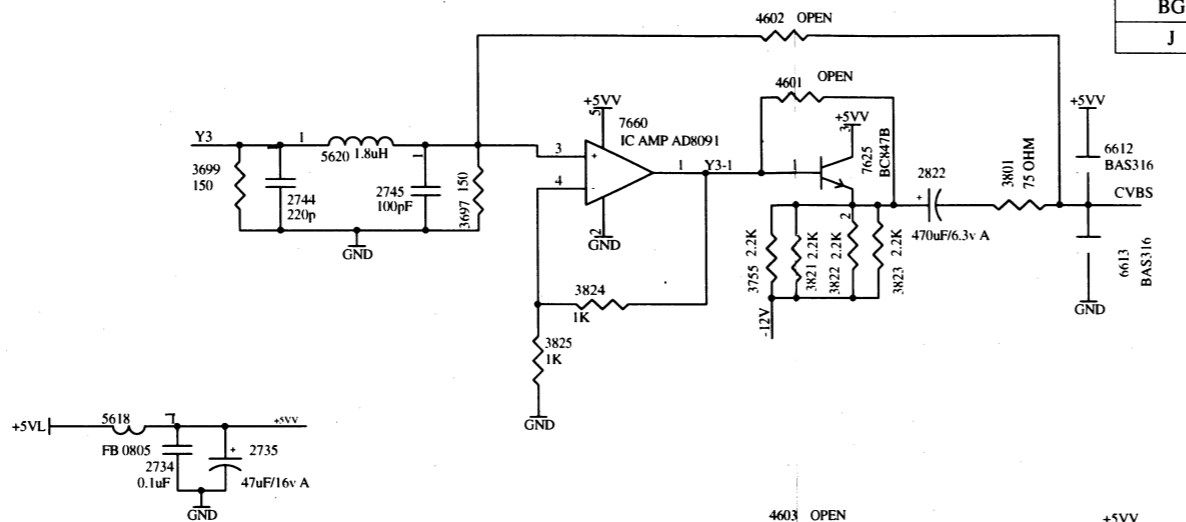 BG
J
4602 OPEN
4601 OPEN
+5VV
5
7660
IC AMP AD8091
+5VV
3
7625
BC847B
+5VV
6612
BAS316
Y3
1
5620 1.8uH
1
3
+
4
-
1
Y3-1
1
2
2822
+
470uF/6.3v A
3801
75 OHM
CVBS
3699
150
2744
220p
2745
100pF
3697 150
2
GND
GND
3755 2.2K
3821 2.2K
3822 2.2K
3823 2.2K
-12V
6613
BAS316
GND
3824
1K
3825
1K
GND
+5VL
5618
+5VV
FB 0805
2734
0.1uF
+
2735
47uF/16v A
GND
4603 OPEN
+5VV